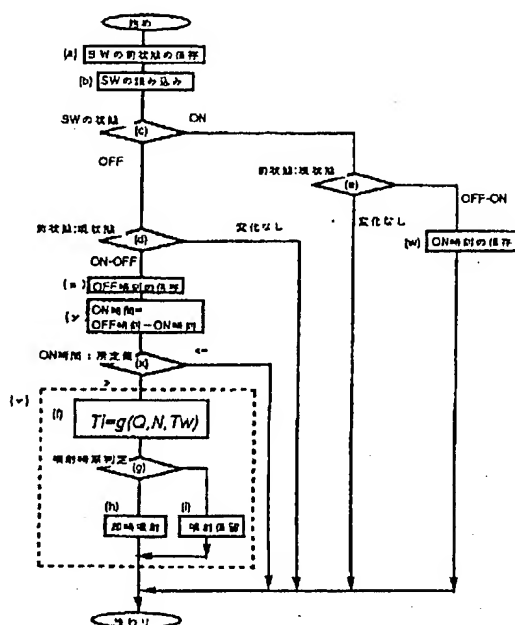 始め
(a) SWの前状態の保存
(b) SWの読み込み
SWの状態
ON
(c)
OFF
前状態:現状態
(e)
OFF-ON
前状態:現状態
変化なし
変化なし
(d)
(w) ON時刻の保存
ON-OFF
OFF時刻の保存
(y) ON時間=
OFF時刻-ON時刻
ON時間:所定値
<=
(x)
>
(v)
(f) Ti=g(Q,N,Tw)
噴射時期判定
(g)
(h)
(i)
即時噴射
噴射保留
終わり